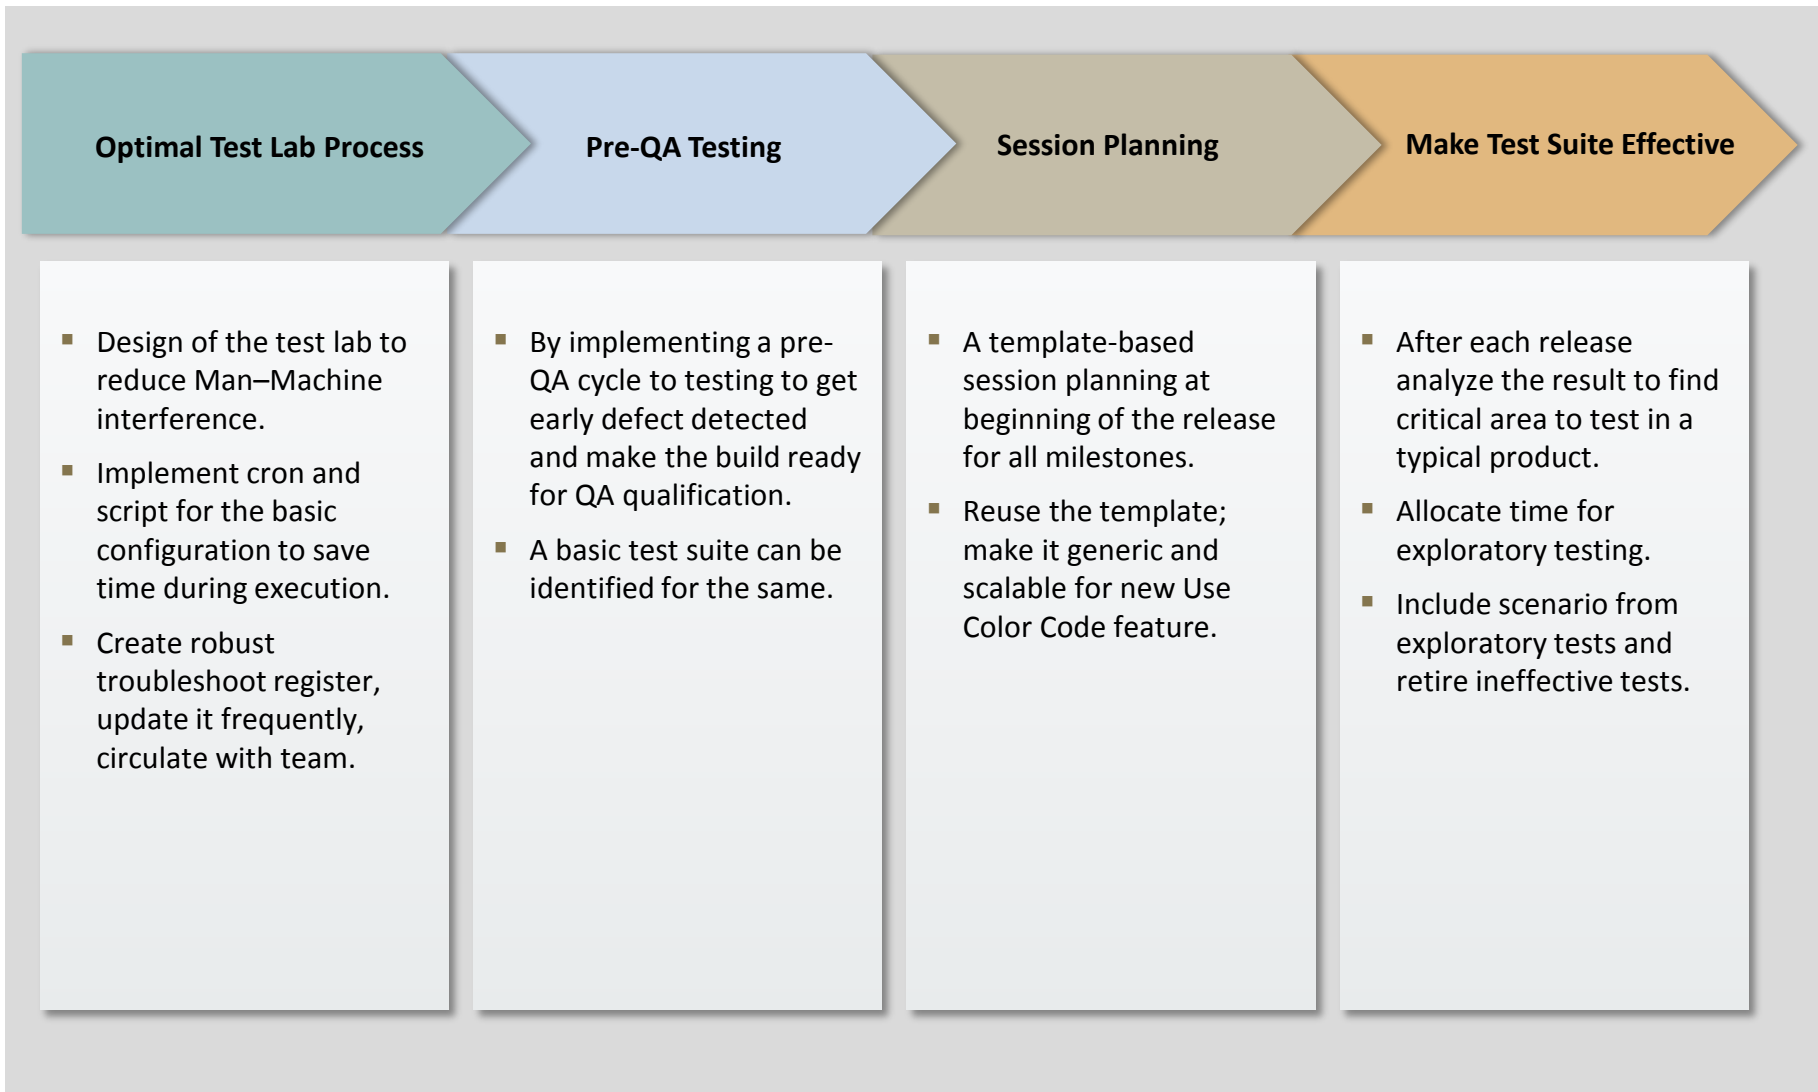 Optimal Test Lab Process
Pre-QA Testing
Session Planning
Make Test Suite Effective
▪ Design of the test lab to
reduce Man–Machine
interference.
▪ Implement cron and
script for the basic
configuration to save
time during execution.
▪ Create robust
troubleshoot register,
update it frequently,
circulate with team.
▪ By implementing a pre-
QA cycle to testing to get
early defect detected
and make the build ready
for QA qualification.
▪ A basic test suite can be
identified for the same.
▪ A template-based
session planning at
beginning of the release
for all milestones.
▪ Reuse the template;
make it generic and
scalable for new Use
Color Code feature.
▪ After each release
analyze the result to find
critical area to test in a
typical product.
▪ Allocate time for
exploratory testing.
▪ Include scenario from
exploratory tests and
retire ineffective tests.